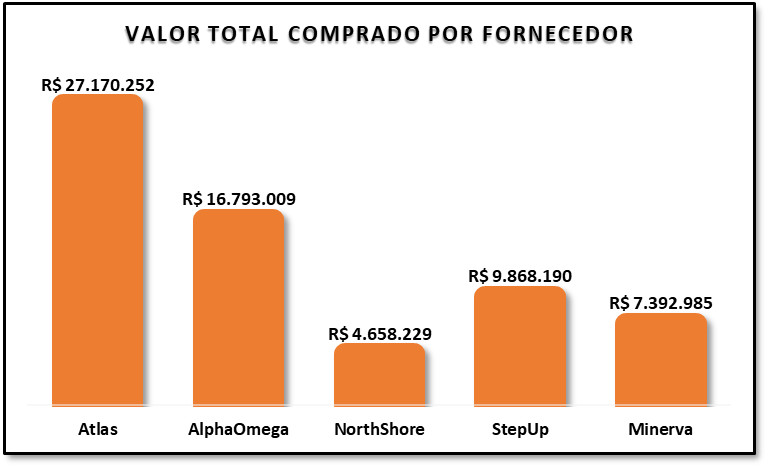 VALOR TOTAL COMPRADO POR FORNECEDOR
R$ 27.170.252
R$ 16.793.009
R$ 4.658.229
R$ 9.868.190
R$ 7.392.985
Atlas AlphaOmega NorthShore StepUp Minerva